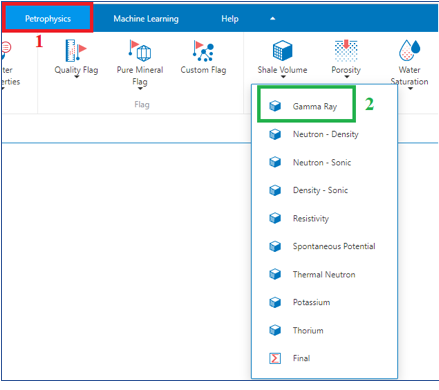 Petrophysics Machine Learning Help
1
ter
erties
Quality Flag
Pure Mineral
Flag
Custom Flag
Shale Volume
Porosity
Water
Saturation
Flag
Gamma Ray
2
Neutron - Density
Neutron - Sonic
Density - Sonic
Resistivity
Spontaneous Potential
Thermal Neutron
Potassium
Thorium
Final